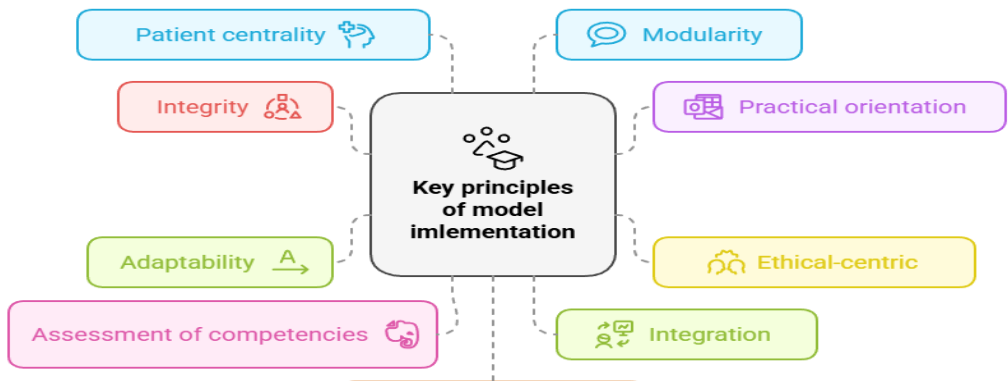 Patient centrality
Modularity
Integrity
Practical orientation
Key principles
of model
imlementation
Adaptability
A
Ethical-centric
Assessment of competencies
Integration